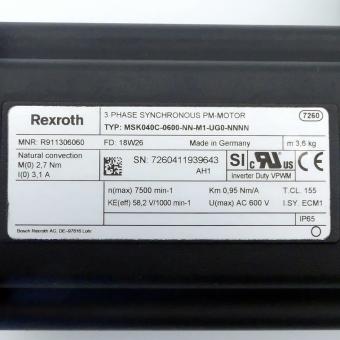 Rexroth
3-PHASE SYNCHRONOUS PM-MOTOR
7260
TYP: MSK040C-0600-NN-M1-UG0-NNNN
MNR: R911306060
FD: 18W26
Made in Germany
m 3,6 kg
Natural convection
M(0) 2,7 Nm
I(0) 3,1 A
SN: 7260411939643
AH1
SI
c UL US
Inverter Duty VPWM
n(max) 7500 min-1
Km 0,95 Nm/A
T.CL. 155
KE(eff) 58,2 V/1000 min-1
U(max) AC 600 V
I.SY. ECM1
IP65
Bosch Rexroth AG, DE-97816 Lohr